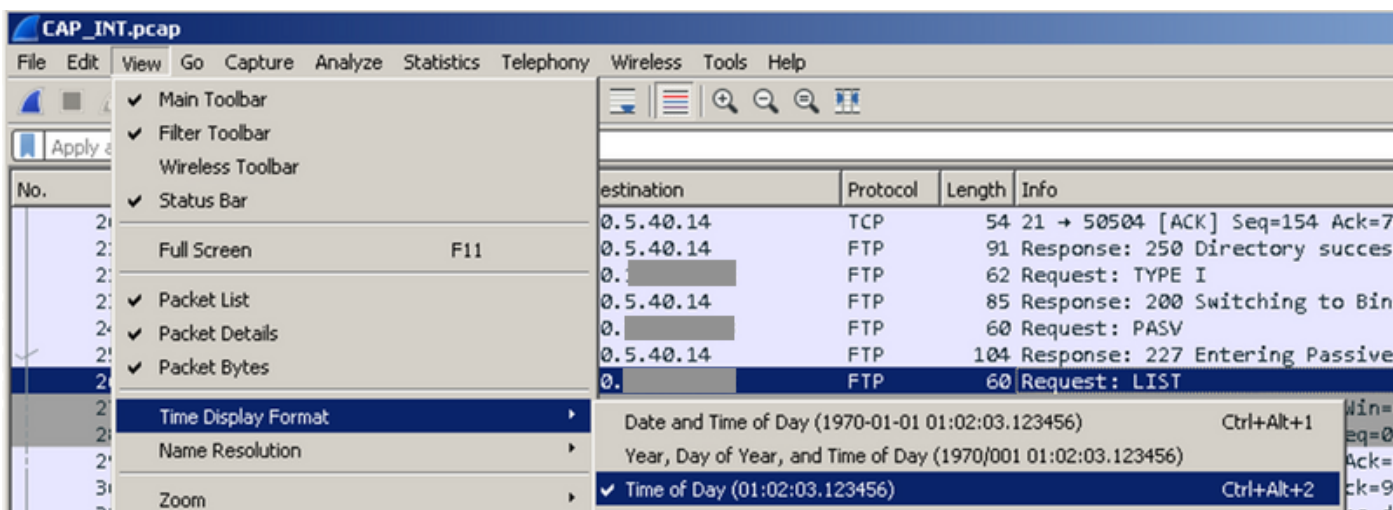 CAP_INT.pcap
File Edit View Go Capture Analyze Statistics Telephony Wireless Tools Help
Main Toolbar
Apply
Filter Toolbar
Wireless Toolbar
No. estination Protocol Length Info
Status Bar
0.5.40.14 TCP 54 21 → 50504 [ACK] Seq=154 Ack=7
Full Screen F11
0.5.40.14 FTP 91 Response: 250 Directory succes
0. FTP 62 Request: TYPE I
Packet List
0.5.40.14 FTP 85 Response: 200 Switching to Bin
Packet Details
0. FTP 60 Request: PASV
0.5.40.14 FTP 104 Response: 227 Entering Passive
Packet Bytes
0. FTP 60 Request: LIST
Time Display Format
Date and Time of Day (1970-01-01 01:02:03.123456) Ctrl+Alt+1
Name Resolution
Year, Day of Year, and Time of Day (1970/001 01:02:03.123456)
Time of Day (01:02:03.123456) Ctrl+Alt+2
Zoom